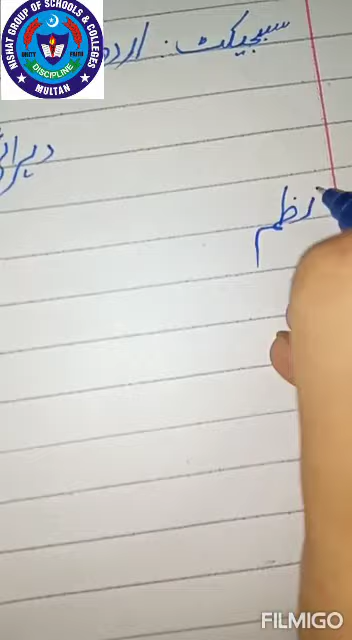 NISHAT GROUP OF SCHOOLS & COLLEGES
UNITY FAITH
DISCIPLINE
MULTAN
سبجیکٹ: اردو
نظم
FILMIGO